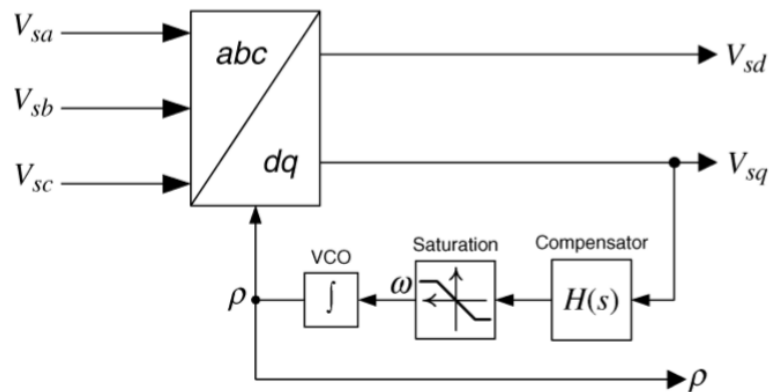 V_sa
abc
V_sd
V_sb
V_sc
dq
V_sq
VCO
Saturation
Compensator
ρ
∫
ω
H(s)
ρ